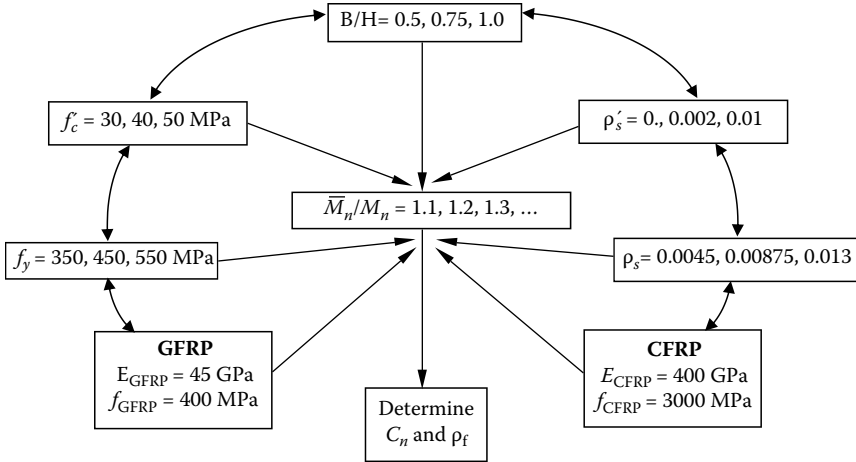 B/H= 0.5, 0.75, 1.0
f′c = 30, 40, 50 MPa
ρ′s = 0., 0.002, 0.01
M̅n/Mn = 1.1, 1.2, 1.3, ...
fy = 350, 450, 550 MPa
ρs= 0.0045, 0.00875, 0.013
GFRP
EGFRP = 45 GPa
fGFRP = 400 MPa
CFRP
ECFRP = 400 GPa
fCFRP = 3000 MPa
Determine
Cn and ρf